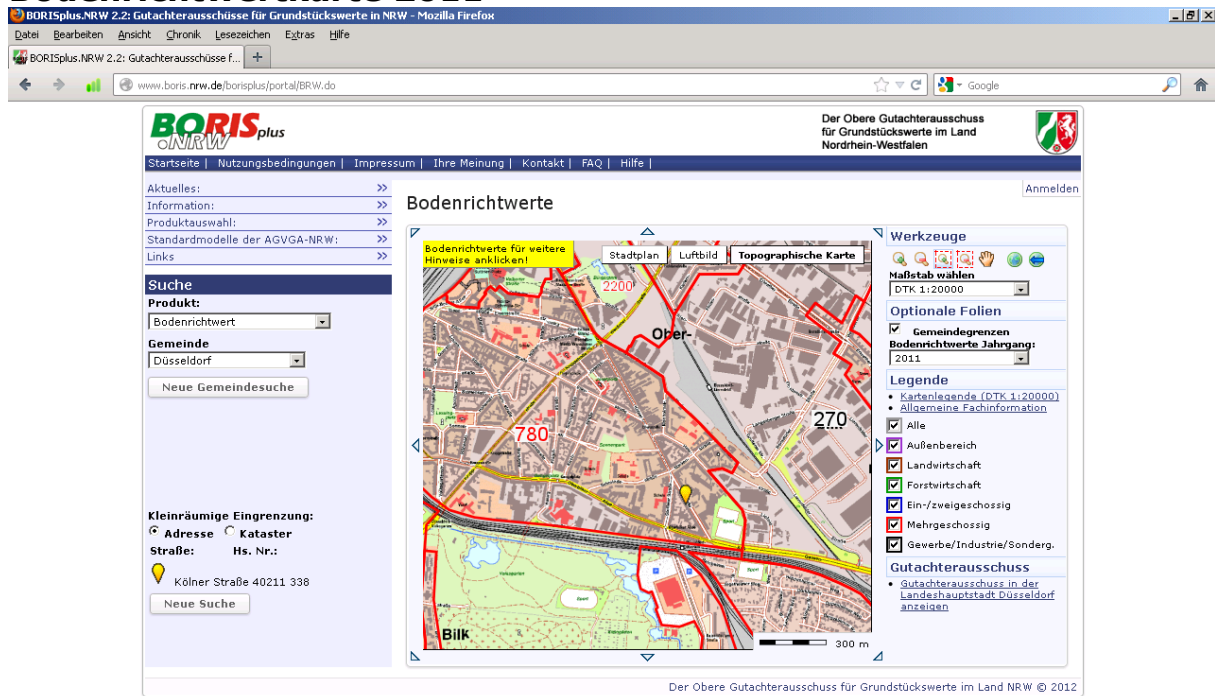 Bodenrichtwertkarte 2011
BORISplus.NRW 2.2: Gutachterausschüsse für Grundstückswerte in NRW - Mozilla Firefox
Datei Bearbeiten Ansicht Chronik Lesezeichen Extras Hilfe
BORISplus.NRW 2.2: Gutachterausschüsse f... +
www.boris.nrw.de/borisplus/portal/BRW.do
Google
BORISplus
NRW
Der Obere Gutachterausschuss
für Grundstückswerte im Land
Nordrhein-Westfalen
Startseite | Nutzungsbedingungen | Impressum | Ihre Meinung | Kontakt | FAQ | Hilfe |
Anmelden
Aktuelles: >>
Information: >>
Produktauswahl: >>
Standardmodelle der AGVGA-NRW: >>
Links >>
Suche
Produkt:
Bodenrichtwert
Gemeinde
Düsseldorf
Neue Gemeindesuche
Kleinräumige Eingrenzung:
Adresse Kataster
Straße: Hs. Nr.:
Kölner Straße 40211 338
Neue Suche
Bodenrichtwerte
Bodenrichtwerte für weitere
Hinweise anklicken!
Stadtplan Luftbild Topographische Karte
2200
Ober-
270
780
Bilk
300 m
Werkzeuge
Maßstab wählen
DTK 1:20000
Optionale Folien
Gemeindegrenzen
Bodenrichtwerte Jahrgang:
2011
Legende
Kartenlegende (DTK 1:20000)
Allgemeine Fachinformation
Alle
Außenbereich
Landwirtschaft
Forstwirtschaft
Ein-/zweigeschossig
Mehrgeschossig
Gewerbe/Industrie/Sonderg.
Gutachterausschuss
Gutachterausschuss in der
Landeshauptstadt Düsseldorf
anzeigen
Der Obere Gutachterausschuss für Grundstückswerte im Land NRW © 2012